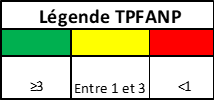 Légende TPFANP
≥3 Entre 1 et 3 <1